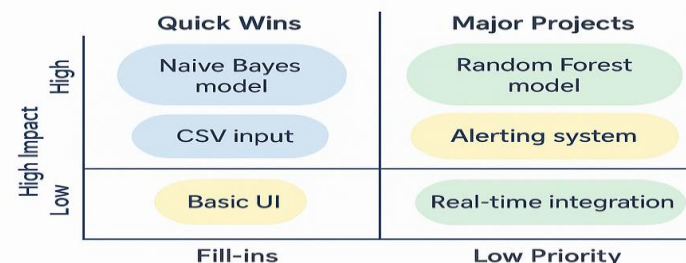 Quick Wins
Major Projects
High Impact
High
Low
Naive Bayes
model
Random Forest
model
CSV input
Alerting system
Basic UI
Real-time integration
Fill-ins
Low Priority